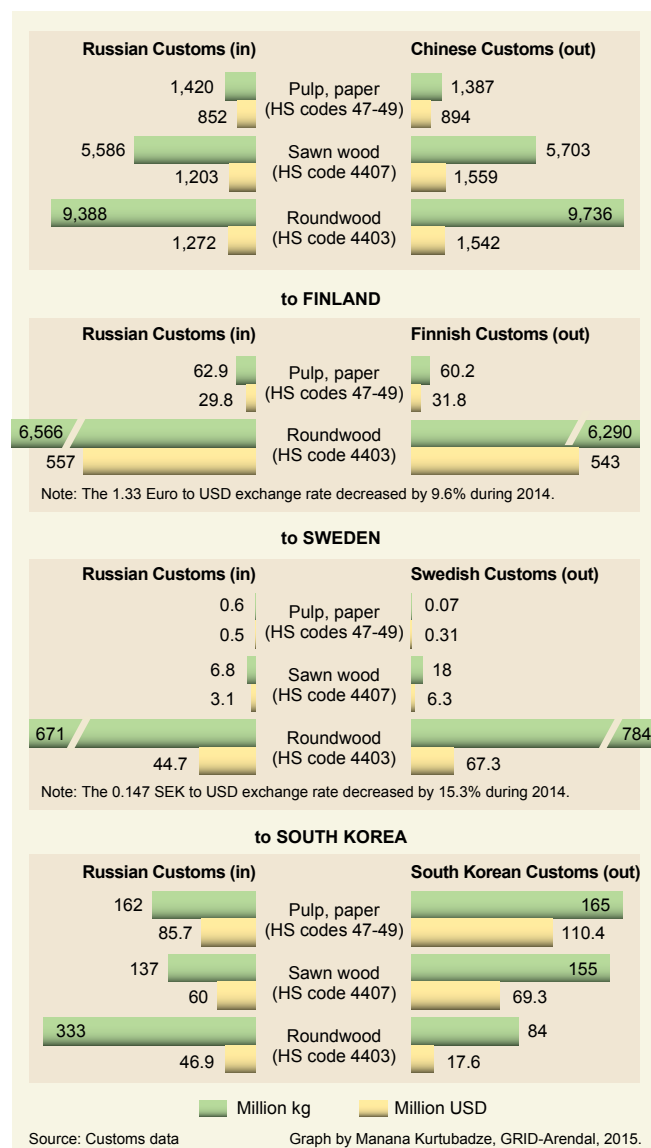 Russian Customs (in) Chinese Customs (out)
1,420 Pulp, paper 1,387
852 (HS codes 47-49) 894
5,586 Sawn wood 5,703
1,203 (HS code 4407) 1,559
9,388 Roundwood 9,736
1,272 (HS code 4403) 1,542
to FINLAND
Russian Customs (in) Finnish Customs (out)
62.9 Pulp, paper 60.2
29.8 (HS codes 47-49) 31.8
6,566 Roundwood 6,290
557 (HS code 4403) 543
Note: The 1.33 Euro to USD exchange rate decreased by 9.6% during 2014.
to SWEDEN
Russian Customs (in) Swedish Customs (out)
0.6 Pulp, paper 0.07
0.5 (HS codes 47-49) 0.31
6.8 Sawn wood 18
3.1 (HS code 4407) 6.3
671 Roundwood 784
44.7 (HS code 4403) 67.3
Note: The 0.147 SEK to USD exchange rate decreased by 15.3% during 2014.
to SOUTH KOREA
Russian Customs (in) South Korean Customs (out)
162 Pulp, paper 165
85.7 (HS codes 47-49) 110.4
137 Sawn wood 155
60 (HS code 4407) 69.3
333 Roundwood 84
46.9 (HS code 4403) 17.6
Million kg Million USD
Source: Customs data Graph by Manana Kurtubadze, GRID-Arendal, 2015.